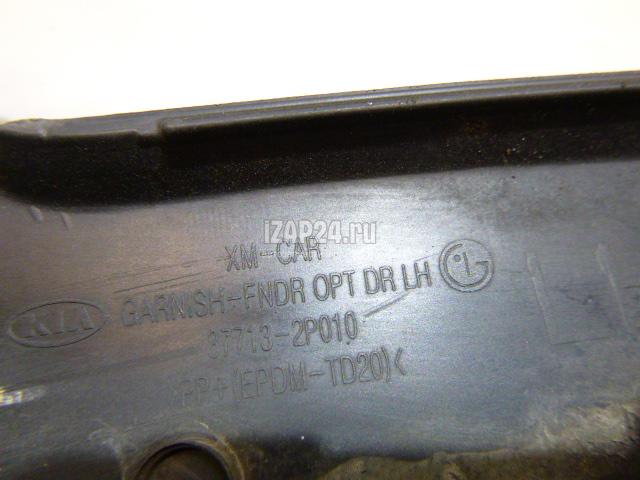 iZAP24.ru
XM-CAR
GARNISH-FNDR OPT DR LH LG
KIA
87713-2P010
PP+(EPDM-TD20)<